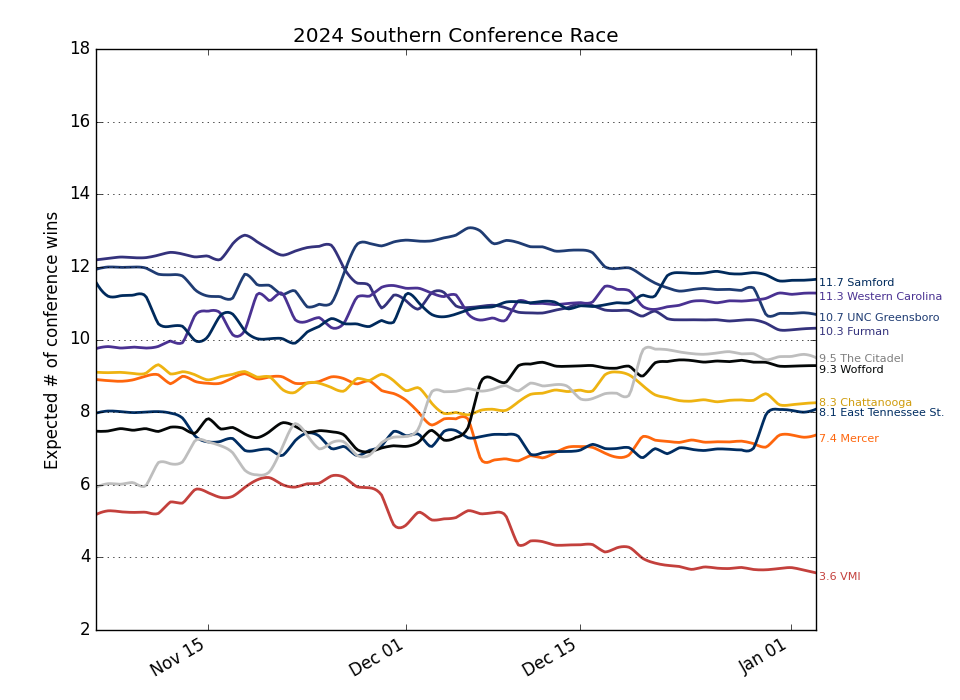 2024 Southern Conference Race
Expected # of conference wins
18
16
14
12
10
8
6
4
2
11.7 Samford
11.3 Western Carolina
10.7 UNC Greensboro
10.3 Furman
9.5 The Citadel
9.3 Wofford
8.3 Chattanooga
8.1 East Tennessee St.
7.4 Mercer
3.6 VMI
Nov 15
Dec 01
Dec 15
Jan 01